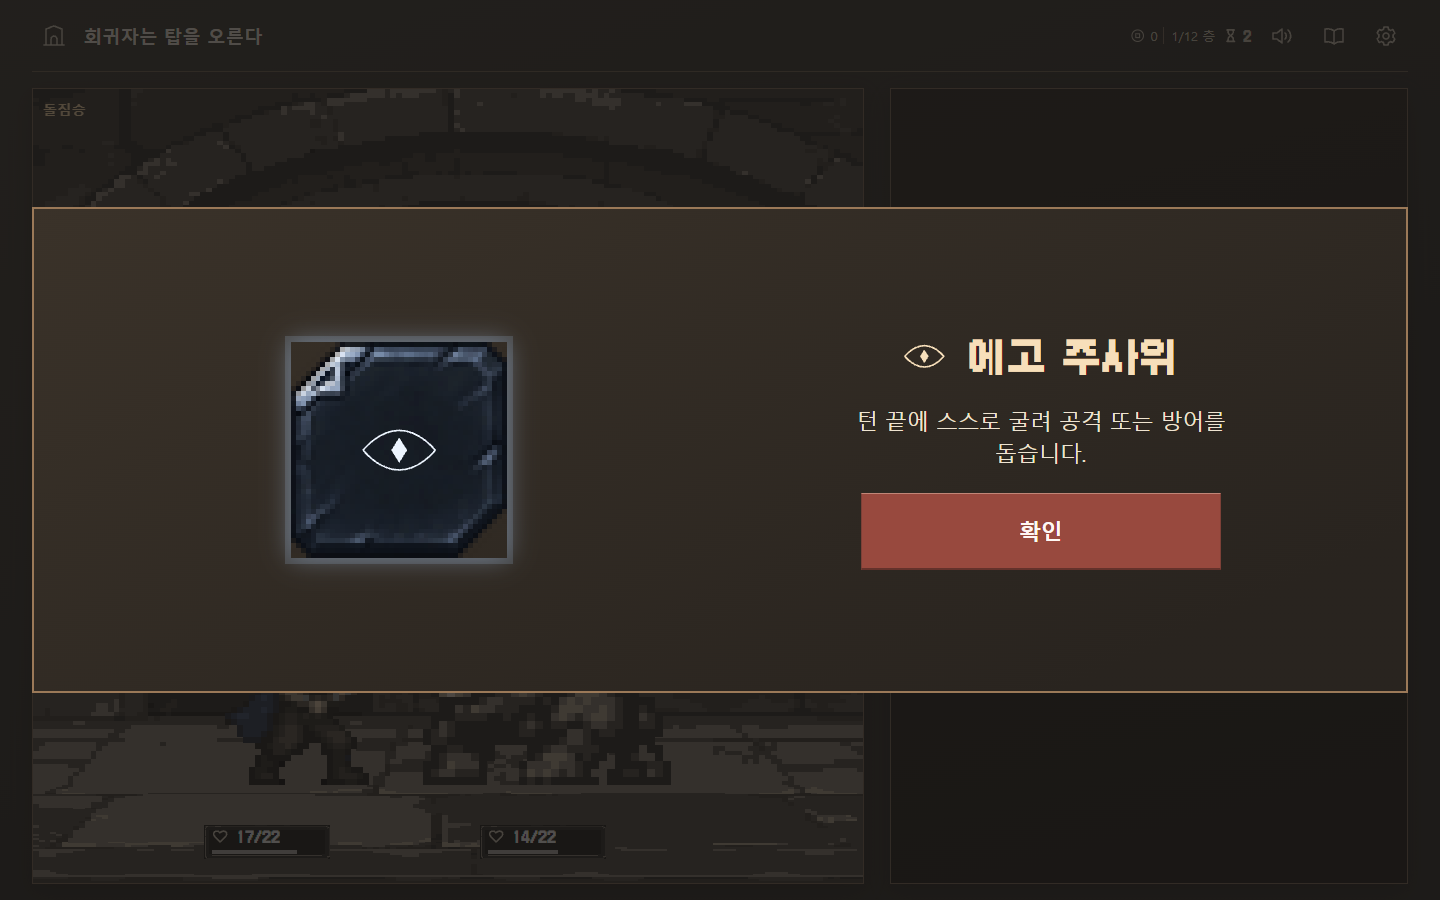 회귀자는 탑을 오른다
0 1/12 층 2
돌짐승
에고 주사위
턴 끝에 스스로 굴려 공격 또는 방어를
돕습니다.
확인
17/22
14/22